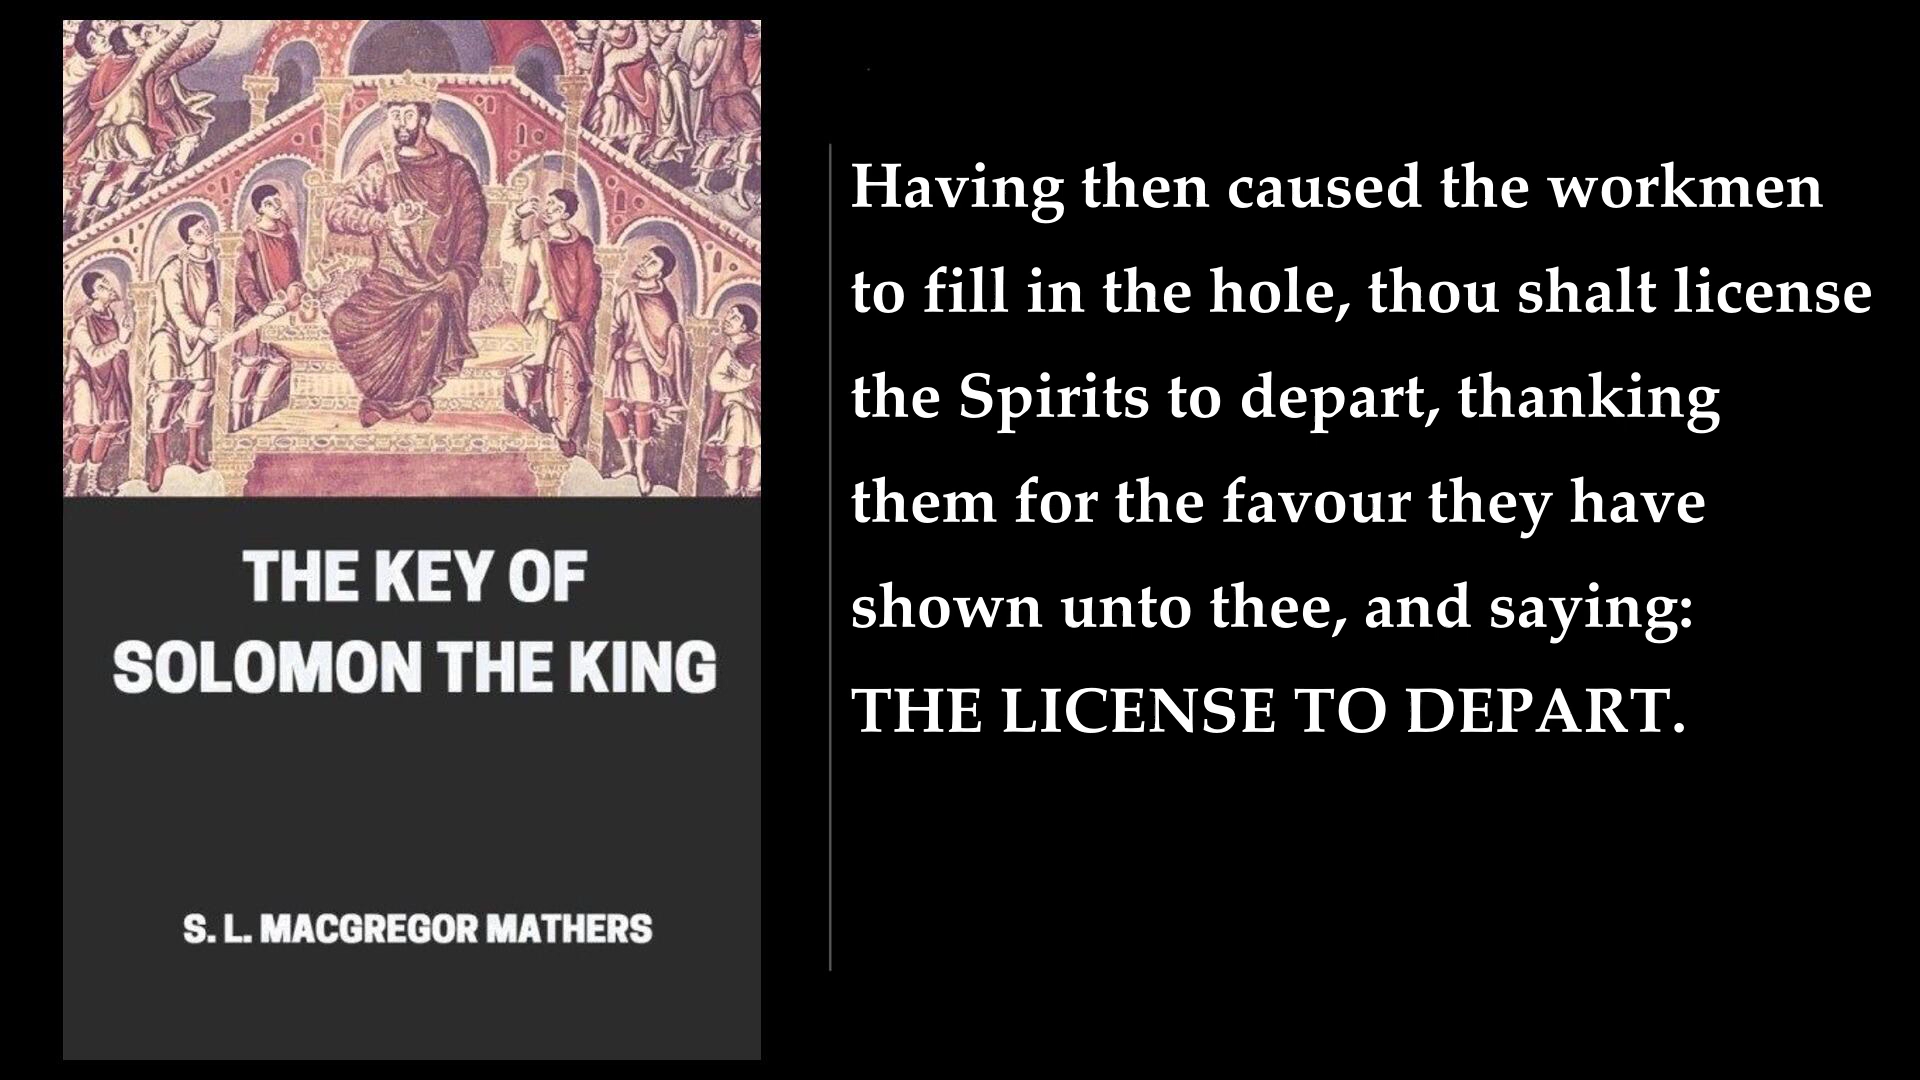 THE KEY OF
SOLOMON THE KING
S. L. MACGREGOR MATHERS
Having then caused the workmen
to fill in the hole, thou shalt license
the Spirits to depart, thanking
them for the favour they have
shown unto thee, and saying:
THE LICENSE TO DEPART.